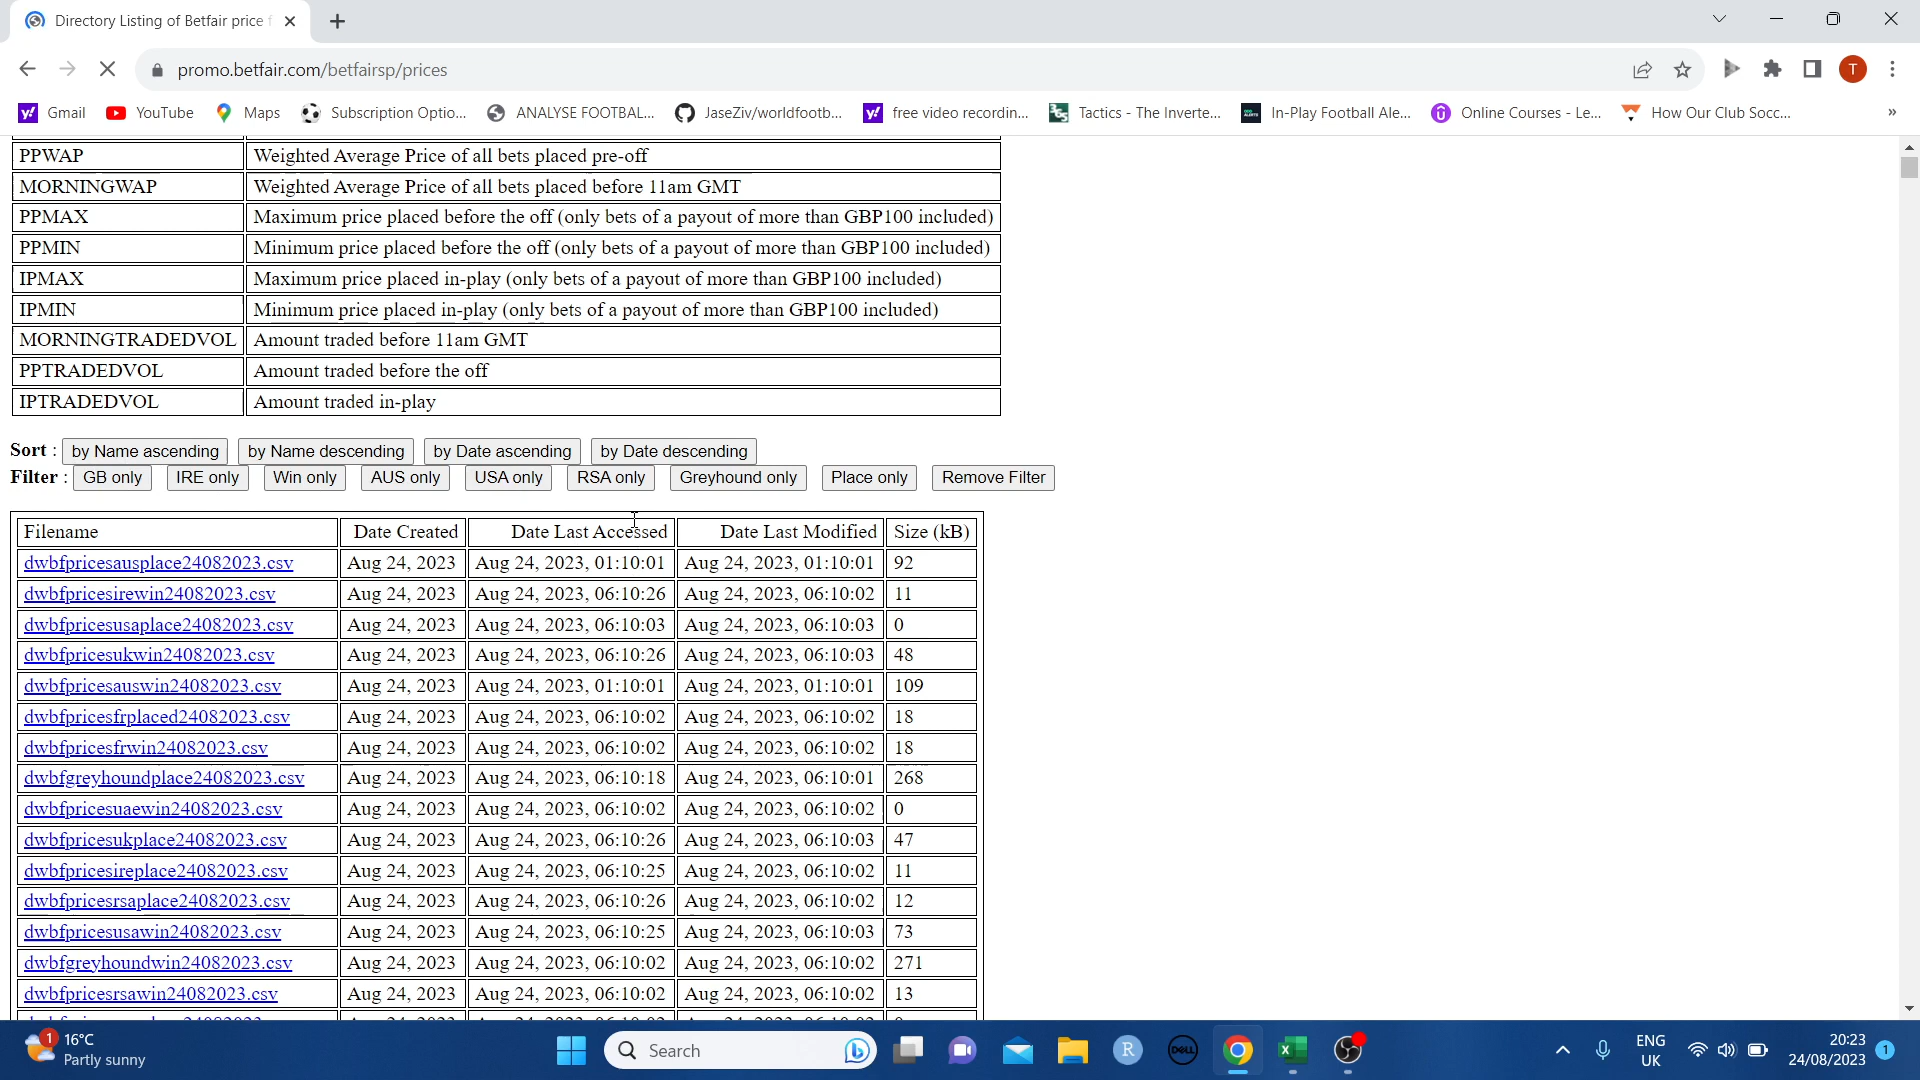 Directory Listing of Betfair price f
promo.betfair.com/betfairsp/prices
T
Gmail YouTube Maps Subscription Optio... ANALYSE FOOTBAL... JaseZiv/worldfootb... free video recordin... Tactics - The Inverte... In-Play Football Ale... Online Courses - Le... How Our Club Socc... »
PPWAP Weighted Average Price of all bets placed pre-off
MORNINGWAP Weighted Average Price of all bets placed before 11am GMT
PPMAX Maximum price placed before the off (only bets of a payout of more than GBP100 included)
PPMIN Minimum price placed before the off (only bets of a payout of more than GBP100 included)
IPMAX Maximum price placed in-play (only bets of a payout of more than GBP100 included)
IPMIN Minimum price placed in-play (only bets of a payout of more than GBP100 included)
MORNINGTRADEDVOL Amount traded before 11am GMT
PPTRADEDVOL Amount traded before the off
IPTRADEDVOL Amount traded in-play
Sort : by Name ascending by Name descending by Date ascending by Date descending
Filter : GB only IRE only Win only AUS only USA only RSA only Greyhound only Place only Remove Filter
Filename Date Created Date Last Accessed Date Last Modified Size (kB)
dwbfpricesausplace24082023.csv Aug 24, 2023 Aug 24, 2023, 01:10:01 Aug 24, 2023, 01:10:01 92
dwbfpricesirewin24082023.csv Aug 24, 2023 Aug 24, 2023, 06:10:26 Aug 24, 2023, 06:10:02 11
dwbfpricesusaplace24082023.csv Aug 24, 2023 Aug 24, 2023, 06:10:03 Aug 24, 2023, 06:10:03 0
dwbfpricesukwin24082023.csv Aug 24, 2023 Aug 24, 2023, 06:10:26 Aug 24, 2023, 06:10:03 48
dwbfpricesauswin24082023.csv Aug 24, 2023 Aug 24, 2023, 01:10:01 Aug 24, 2023, 01:10:01 109
dwbfpricesfrplaced24082023.csv Aug 24, 2023 Aug 24, 2023, 06:10:02 Aug 24, 2023, 06:10:02 18
dwbfpricesfrwin24082023.csv Aug 24, 2023 Aug 24, 2023, 06:10:02 Aug 24, 2023, 06:10:02 18
dwbfgreyhoundplace24082023.csv Aug 24, 2023 Aug 24, 2023, 06:10:18 Aug 24, 2023, 06:10:01 268
dwbfpricesuaewin24082023.csv Aug 24, 2023 Aug 24, 2023, 06:10:02 Aug 24, 2023, 06:10:02 0
dwbfpricesukplace24082023.csv Aug 24, 2023 Aug 24, 2023, 06:10:26 Aug 24, 2023, 06:10:03 47
dwbfpricesireplace24082023.csv Aug 24, 2023 Aug 24, 2023, 06:10:25 Aug 24, 2023, 06:10:02 11
dwbfpricesrsaplace24082023.csv Aug 24, 2023 Aug 24, 2023, 06:10:26 Aug 24, 2023, 06:10:02 12
dwbfpricesusawin24082023.csv Aug 24, 2023 Aug 24, 2023, 06:10:25 Aug 24, 2023, 06:10:03 73
dwbfgreyhoundwin24082023.csv Aug 24, 2023 Aug 24, 2023, 06:10:02 Aug 24, 2023, 06:10:02 271
dwbfpricesrsawin24082023.csv Aug 24, 2023 Aug 24, 2023, 06:10:02 Aug 24, 2023, 06:10:02 13
1 16°C
Partly sunny
Search
R
DELL
ENG
UK
20:23
24/08/2023
1